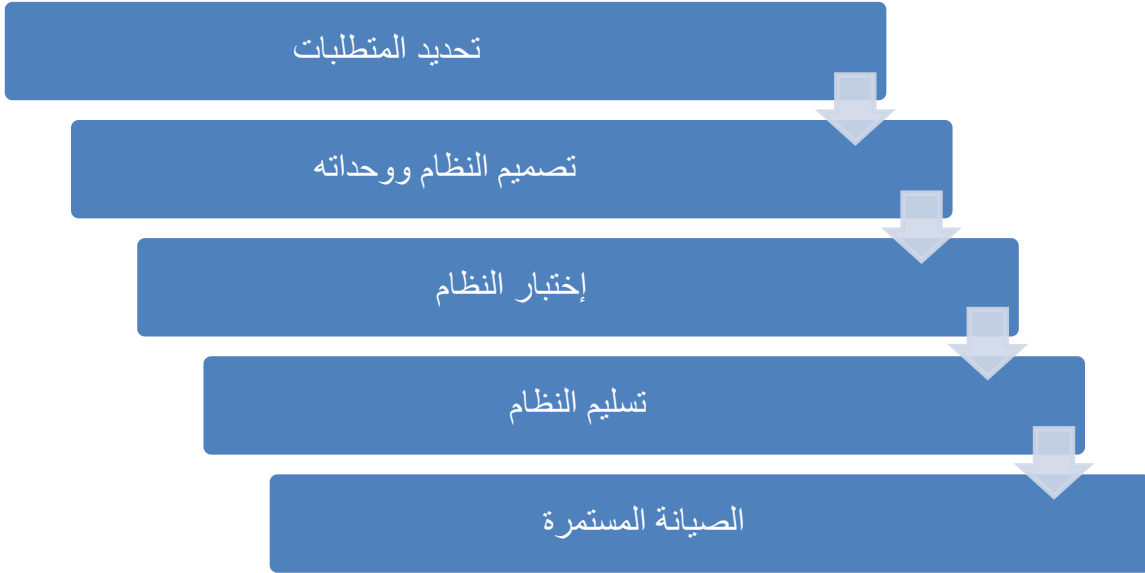 تحديد المتطلبات
تصميم النظام ووحداته
إختبار النظام
تسليم النظام
الصيانة المستمرة